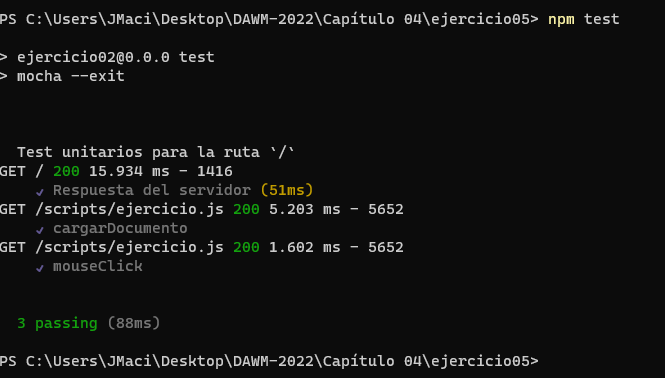 PS C:\Users\JMaci\Desktop\DAWM-2022\Capítulo 04\ejercicio05> npm test
> ejercicio02@0.0.0 test
> mocha --exit
Test unitarios para la ruta `/`
GET / 200 15.934 ms - 1416
✓ Respuesta del servidor (51ms)
GET /scripts/ejercicio.js 200 5.203 ms - 5652
✓ cargarDocumento
GET /scripts/ejercicio.js 200 1.602 ms - 5652
✓ mouseClick
3 passing (88ms)
PS C:\Users\JMaci\Desktop\DAWM-2022\Capítulo 04\ejercicio05>